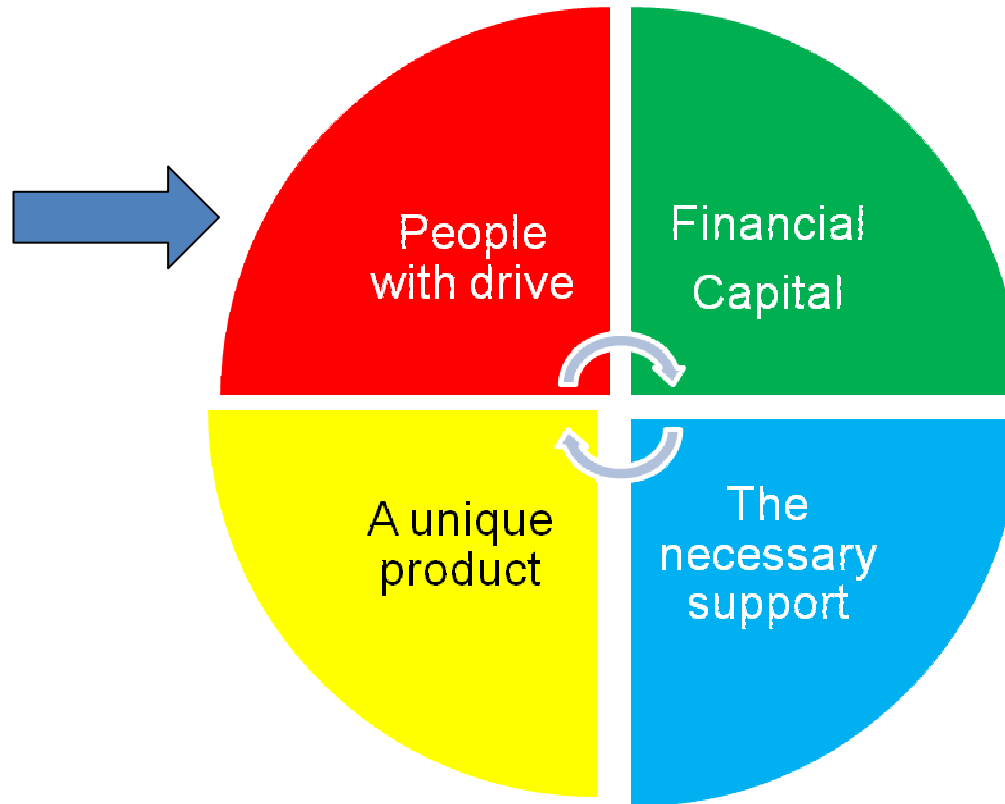 People
with drive
Financial
Capital
A unique
product
The
necessary
support